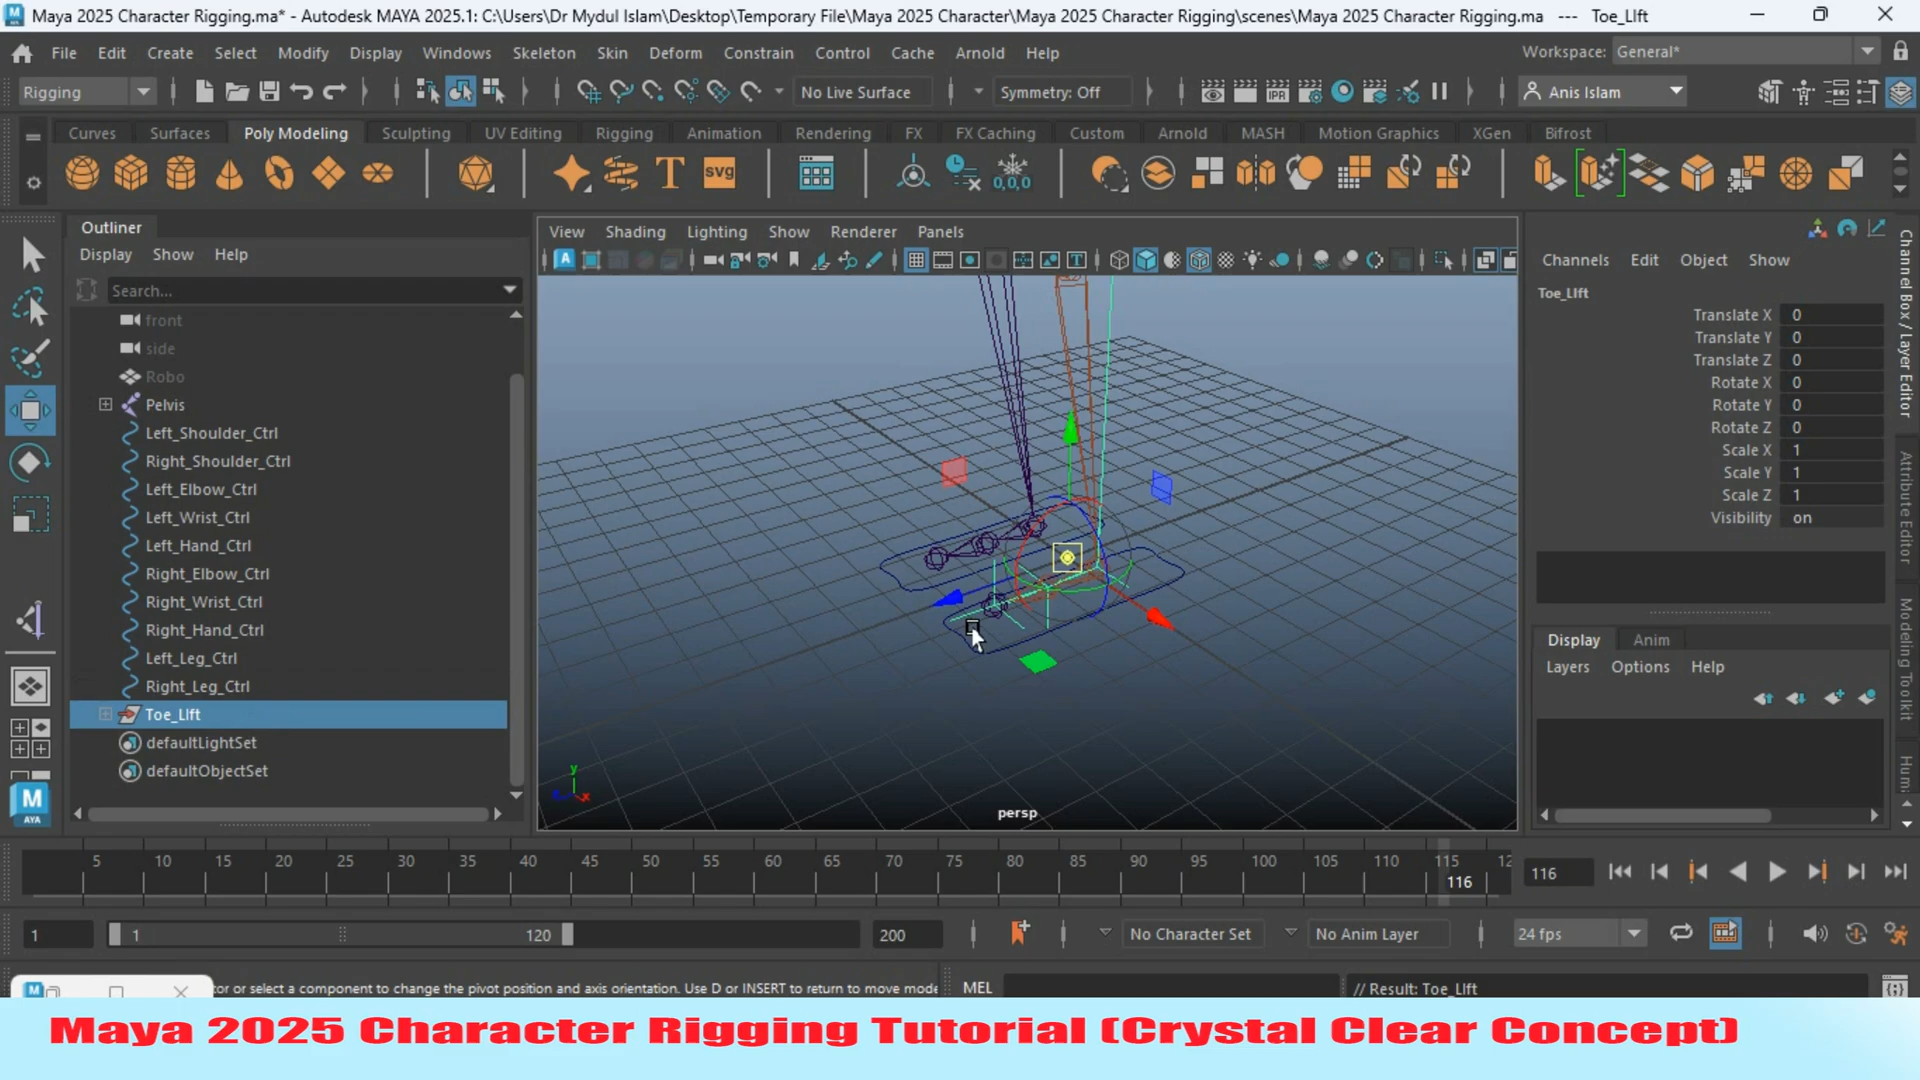 Maya 2025 Character Rigging.ma* - Autodesk MAYA 2025.1: C:\Users\Dr Mydul Islam\Desktop\Temporary File\Maya 2025 Character\Maya 2025 Character Rigging\scenes\Maya 2025 Character Rigging.ma --- Toe_LIft
File Edit Create Select Modify Display Windows Skeleton Skin Deform Constrain Control Cache Arnold Help
Workspace: General*
Rigging
No Live Surface
Symmetry: Off
IPR
Anis Islam
Curves Surfaces Poly Modeling Sculpting UV Editing Rigging Animation Rendering FX FX Caching Custom Arnold MASH Motion Graphics XGen Bifrost
T
SVG
0,0,0
Outliner
Display Show Help
Search...
front
side
Robo
Pelvis
Left_Shoulder_Ctrl
Right_Shoulder_Ctrl
Left_Elbow_Ctrl
Left_Wrist_Ctrl
Left_Hand_Ctrl
Right_Elbow_Ctrl
Right_Wrist_Ctrl
Right_Hand_Ctrl
Left_Leg_Ctrl
Right_Leg_Ctrl
Toe_LIft
defaultLightSet
defaultObjectSet
M
AYA
View Shading Lighting Show Renderer Panels
A
T
y
x
persp
Channels Edit Object Show
Toe_LIft
Translate X 0
Translate Y 0
Translate Z 0
Rotate X 0
Rotate Y 0
Rotate Z 0
Scale X 1
Scale Y 1
Scale Z 1
Visibility on
Display Anim
Layers Options Help
Channel Box / Layer Editor
Attribute Editor
Modeling Toolkit
5 10 15 20 25 30 35 40 45 50 55 60 65 70 75 80 85 90 95 100 105 110 115 12
116
116
1
1
120
200
No Character Set
No Anim Layer
24 fps
M
or or select a component to change the pivot position and axis orientation. Use D or INSERT to return to move mode
MEL
// Result: Toe_LIft
Maya 2025 Character Rigging Tutorial (Crystal Clear Concept)